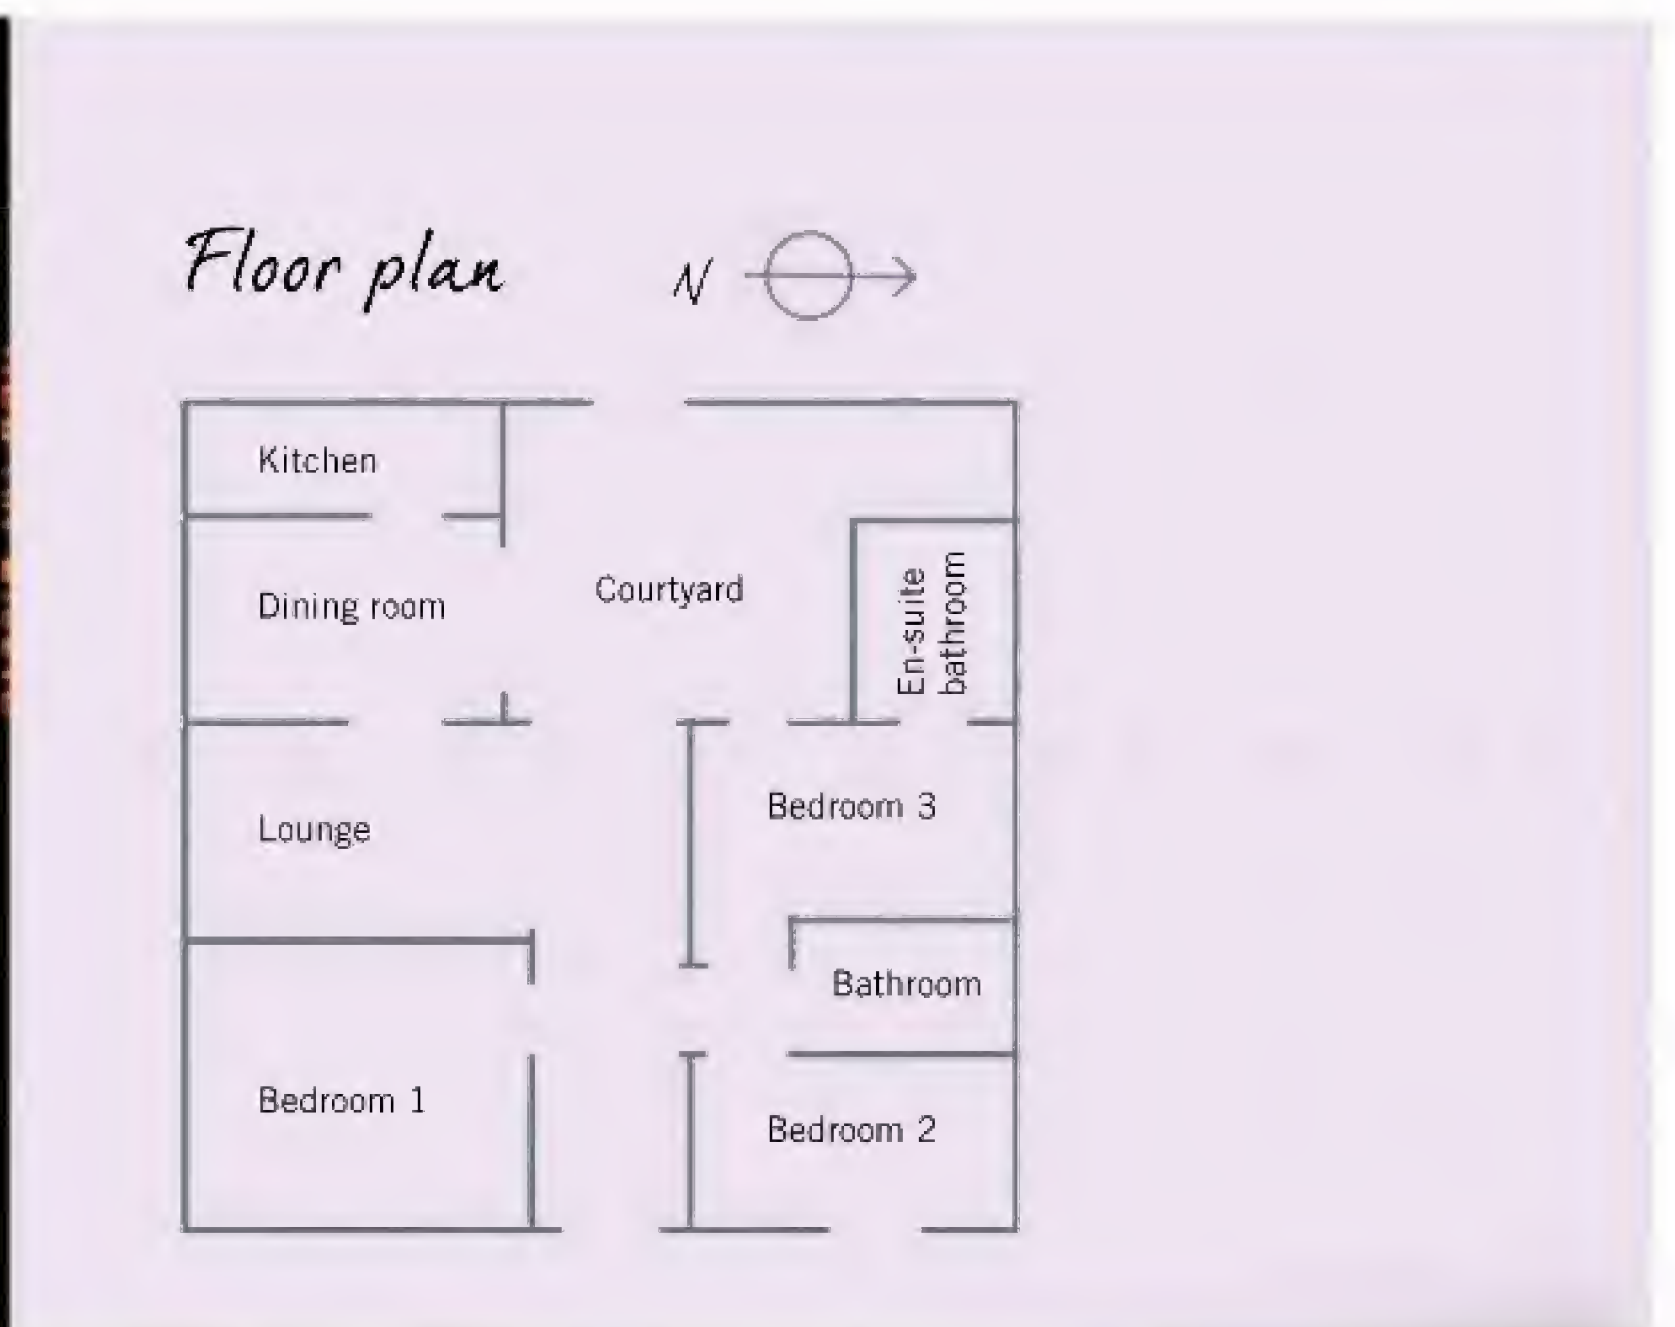 Floor plan
N
Kitchen
Dining room
Courtyard
En-suite
bathroom
Lounge
Bedroom 3
Bathroom
Bedroom 1
Bedroom 2